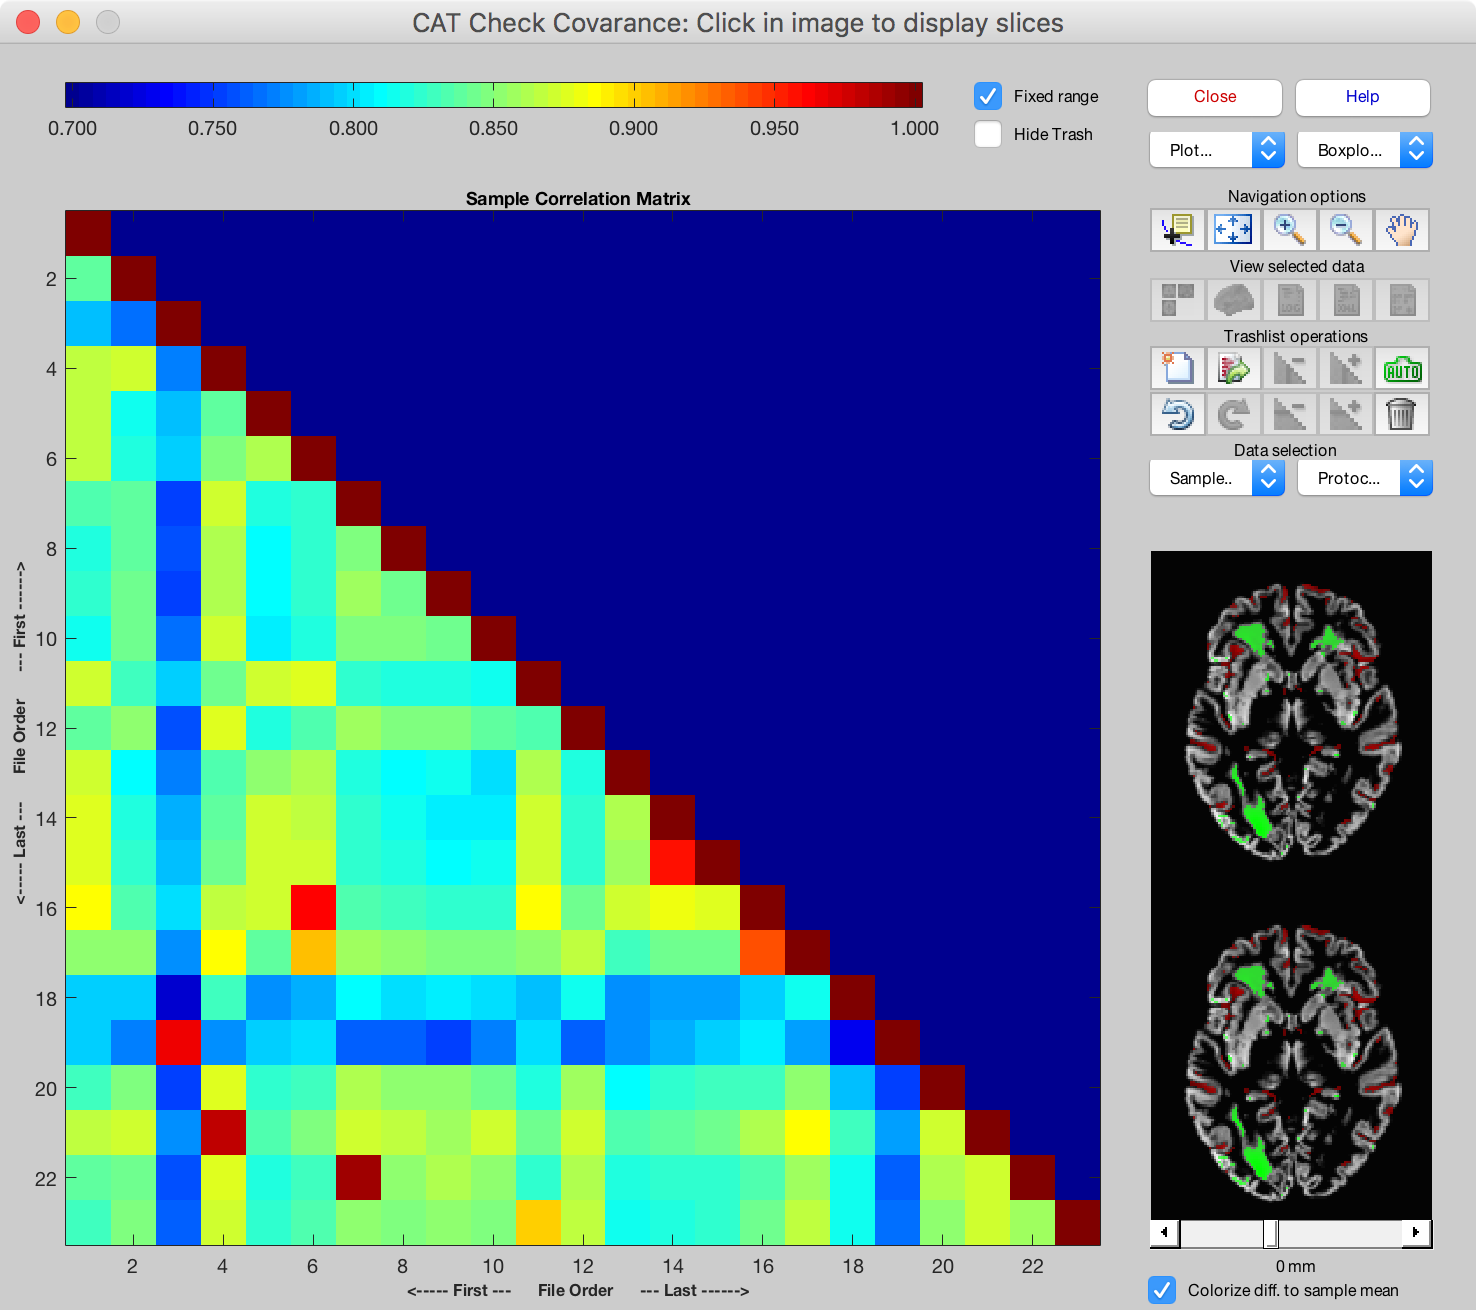 CAT Check Covarance: Click in image to display slices
0.700 0.750 0.800 0.850 0.900 0.950 1.000
Fixed range
Hide Trash
Close Help
Plot... Boxplo...
Navigation options
View selected data
LOG XML
Trashlist operations
AUTO
Data selection
Sample.. Protoc...
Sample Correlation Matrix
2
4
6
8
10
12
14
16
18
20
22
<----- Last --- File Order --- First ------>
2 4 6 8 10 12 14 16 18 20 22
<----- First --- File Order --- Last ------>
0 mm
Colorize diff. to sample mean